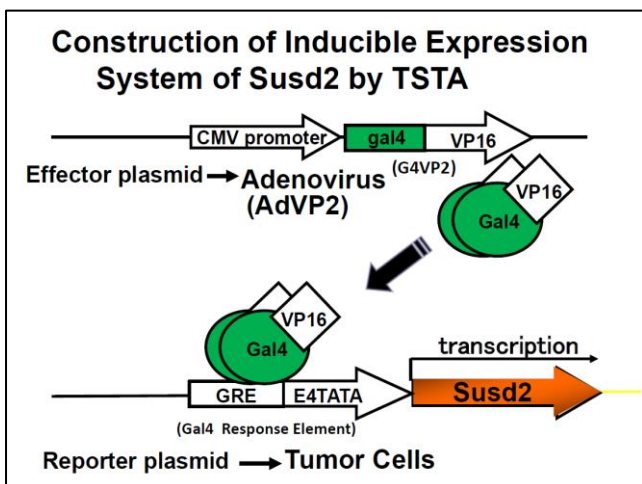 Construction of Inducible Expression
System of Susd2 by TSTA
CMV promoter gal4 VP16
(G4VP2)
Effector plasmid Adenovirus
(AdVP2)
VP16
Gal4
VP16
Gal4
transcription
GRE E4TATA Susd2
(Gal4 Response Element)
Reporter plasmid Tumor Cells